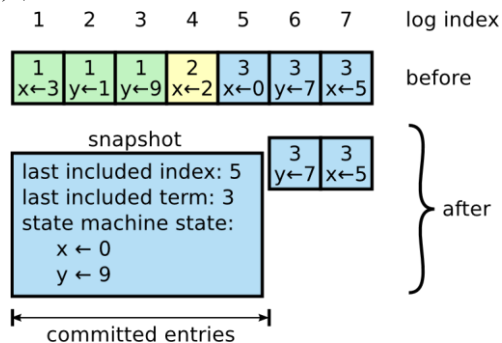 1 2 3 4 5 6 7 log index
1 1 1 2 3 3 3
x←3 y←1 y←9 x←2 x←0 y←7 x←5
before
snapshot
last included index: 5
last included term: 3
state machine state:
x ← 0
y ← 9
3 3
y←7 x←5
after
committed entries